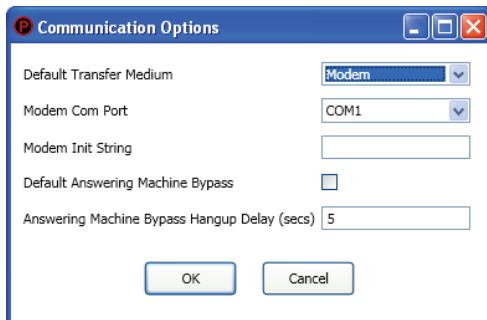 P Communication Options
Default Transfer Medium Modem
Modem Com Port COM1
Modem Init String
Default Answering Machine Bypass
Answering Machine Bypass Hangup Delay (secs) 5
OK Cancel